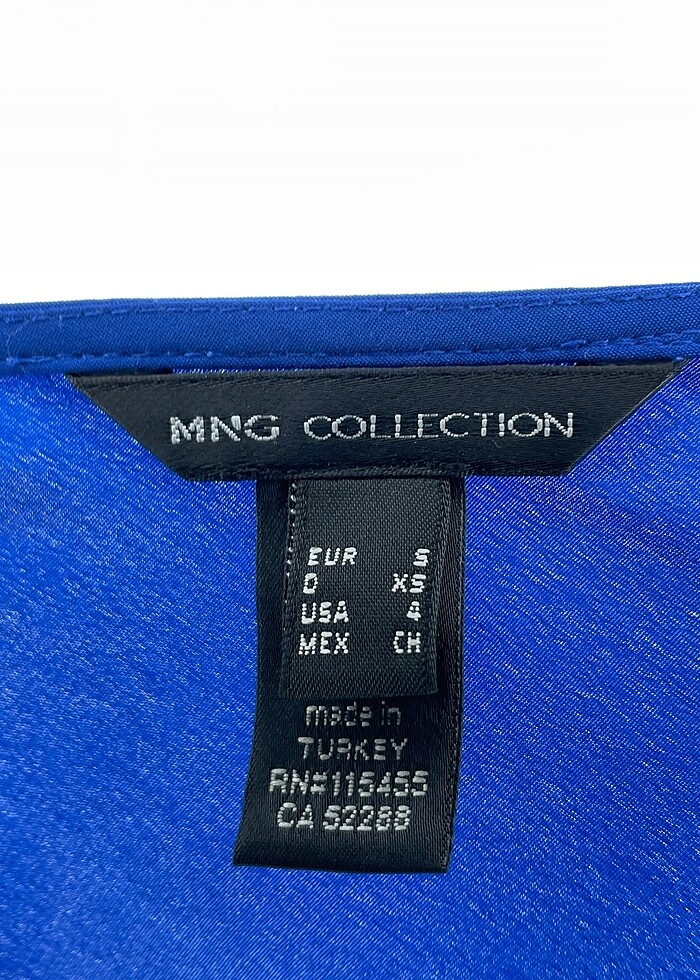 MNG COLLECTION
EUR S
D XS
USA 4
MEX CH
made in
TURKEY
RN#115455
CA 52288